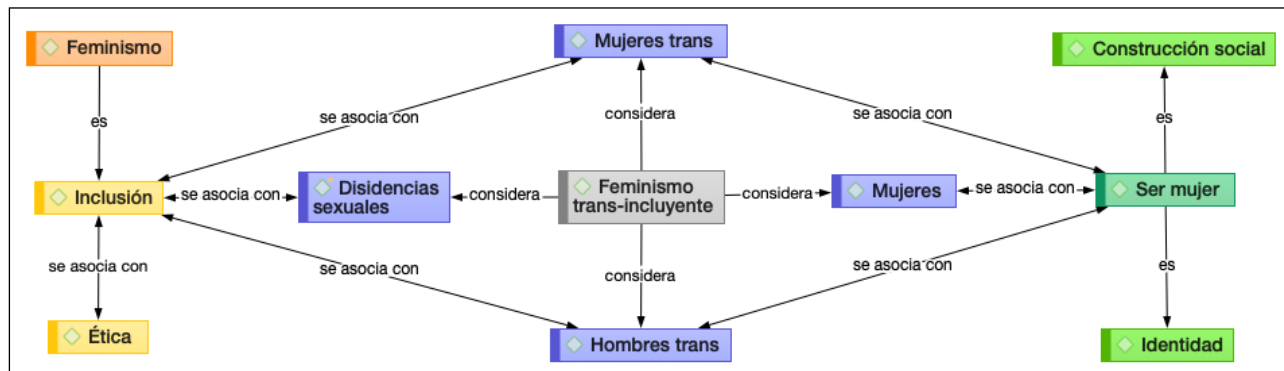 Feminismo
Mujeres trans
Construcción social
es
se asocia con
considera
se asocia con
es
Inclusión
se asocia con
Disidencias
sexuales
considera
Feminismo
trans-incluyente
considera
Mujeres
se asocia con
Ser mujer
se asocia con
se asocia con
considera
se asocia con
es
Ética
Hombres trans
Identidad